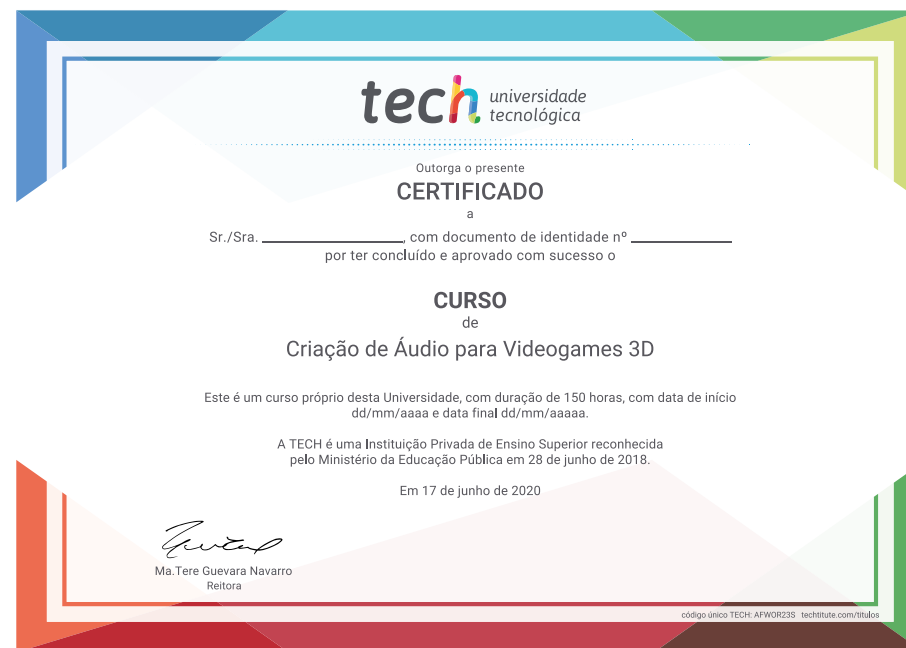 tech universidade
tecnológica
Outorga o presente
CERTIFICADO
a
Sr./Sra. ____________________, com documento de identidade nº ______________
por ter concluído e aprovado com sucesso o
CURSO
de
Criação de Áudio para Videogames 3D
Este é um curso próprio desta Universidade, com duração de 150 horas, com data de início
dd/mm/aaaa e data final dd/mm/aaaaa.
A TECH é uma Instituição Privada de Ensino Superior reconhecida
pelo Ministério da Educação Pública em 28 de junho de 2018.
Em 17 de junho de 2020
Ma.Tere Guevara Navarro
Reitora
código único TECH: AFWOR23S techtitute.com/titulos